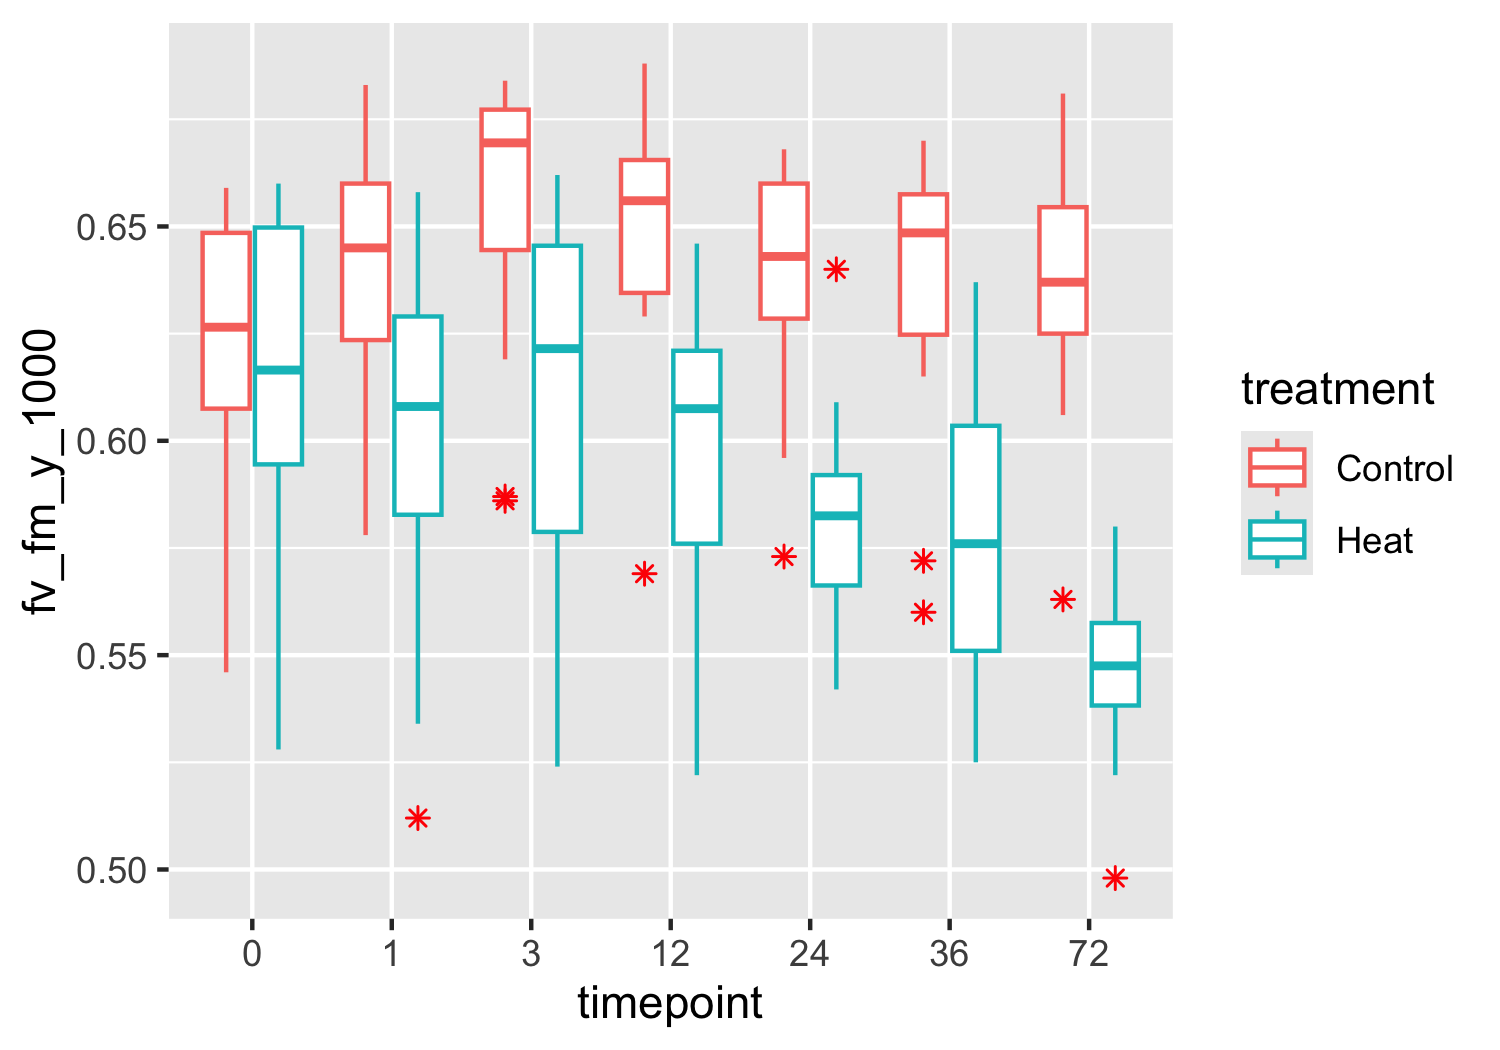 fv_fm_y_1000
0.65
0.60
0.55
0.50
0 1 3 12 24 36 72
timepoint
treatment
Control
Heat